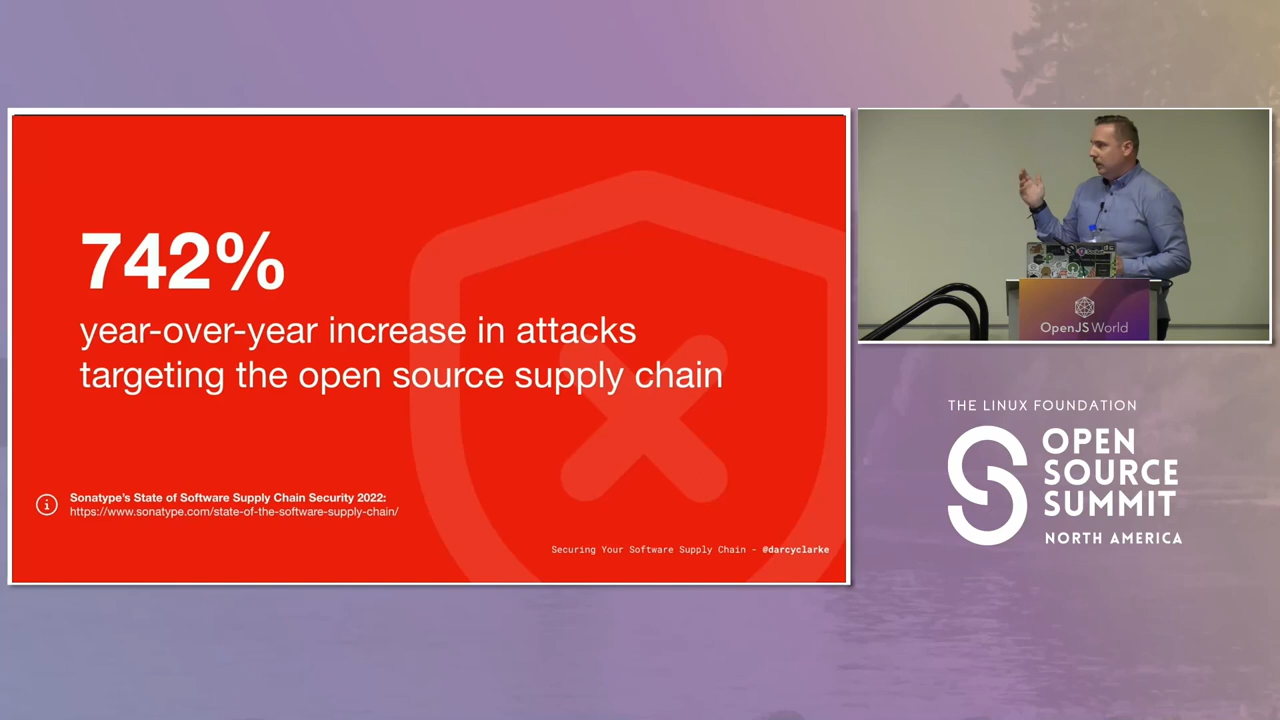 742%
year-over-year increase in attacks
targeting the open source supply chain
Sonatype's State of Software Supply Chain Security 2022:
https://www.sonatype.com/state-of-the-software-supply-chain/
Securing Your Software Supply Chain - @darcyclarke
OpenJS World
THE LINUX FOUNDATION
OPEN
SOURCE
SUMMIT
NORTH AMERICA